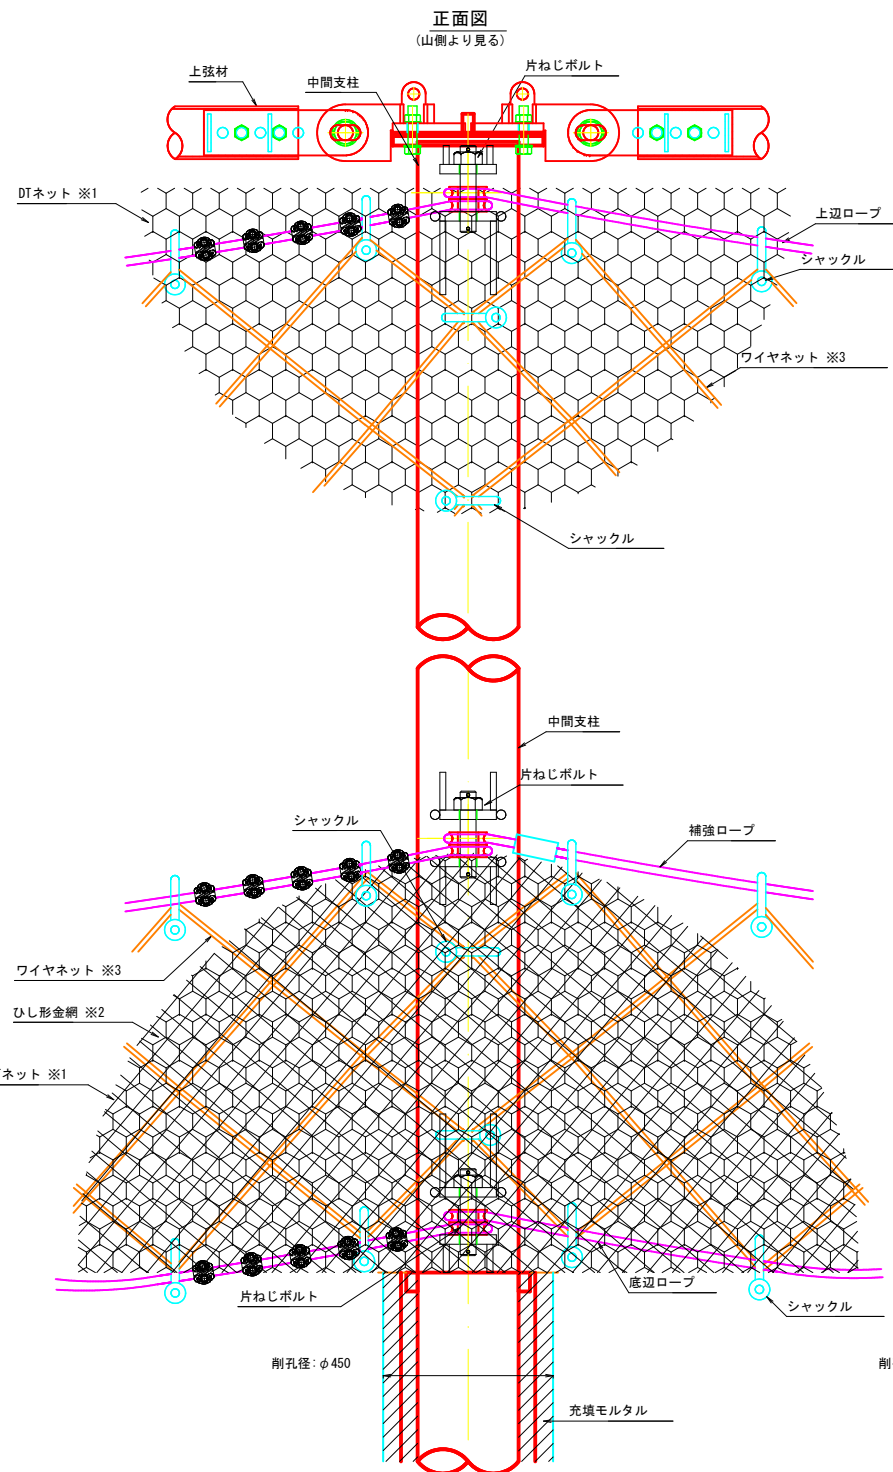 正面図
(山側より見る)
上弦材
中間支柱
片ねじボルト
DTネット ※1
上辺ロープ
シャックル
ワイヤネット ※3
シャックル
中間支柱
片ねじボルト
シャックル
補強ロープ
ワイヤネット ※3
ひし形金網 ※2
ネット ※1
片ねじボルト
底辺ロープ
シャックル
削孔径:φ450
削
充填モルタル